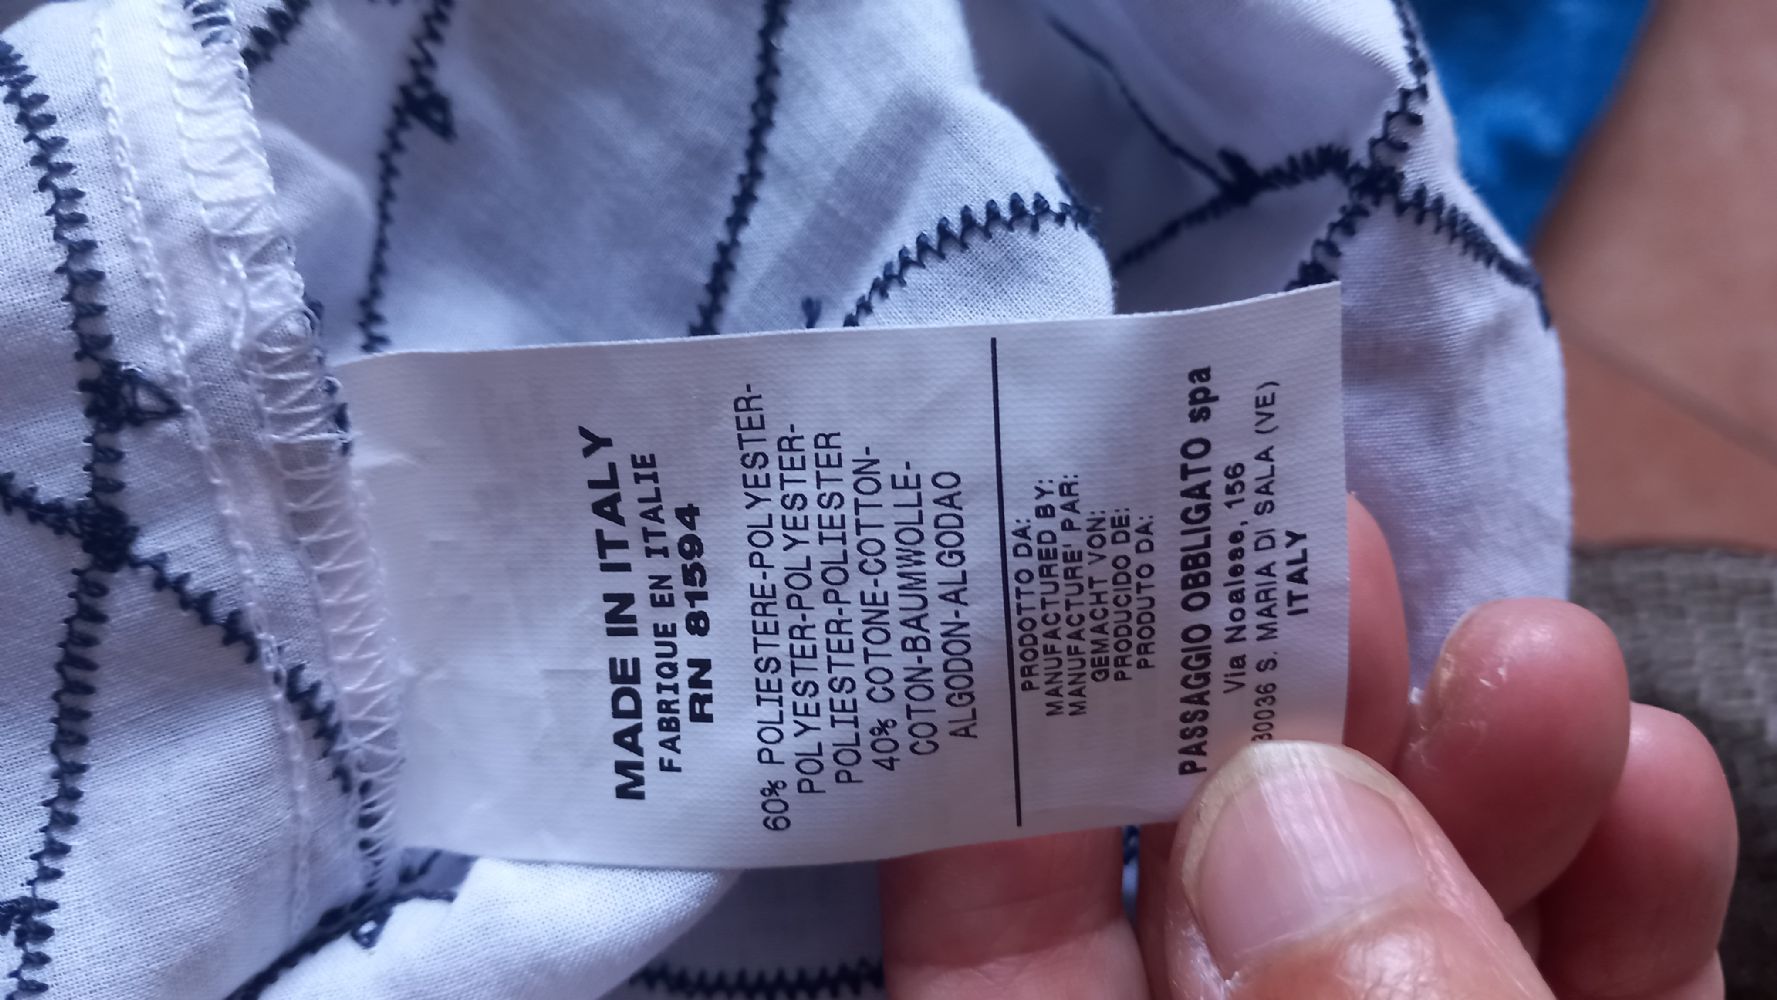 MADE IN ITALY
FABRIQUE EN ITALIE
RN 81594
60% POLIESTERE-POLYESTER-
POLYESTER-POLYESTER-
POLIESTER-POLIESTER
40% COTONE-COTTON-
COTON-BAUMWOLLE-
ALGODON-ALGODAO
PRODOTTO DA:
MANUFACTURED BY:
MANUFACTURE' PAR:
GEMACHT VON:
PRODUCIDO DE:
PRODUTO DA:
PASSAGGIO OBBLIGATO spa
Via Noalese, 156
30036 S. MARIA DI SALA (VE)
ITALY